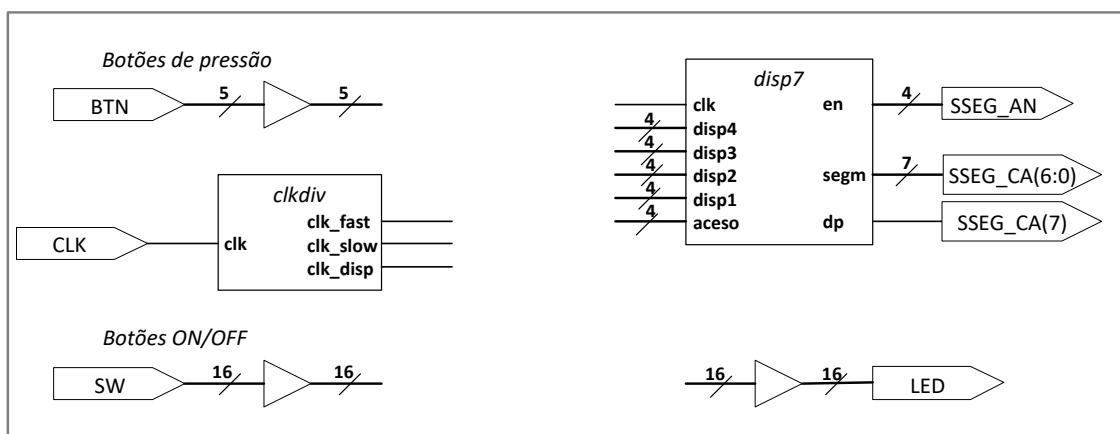 Botões de pressão
BTN
5
5
clkdiv
CLK
clk
clk_fast
clk_slow
clk_disp
Botões ON/OFF
SW
16
16
disp7
clk
en
4
SSEG_AN
4
disp4
4
disp3
4
disp2
segm
7
SSEG_CA(6:0)
4
disp1
4
aceso
dp
SSEG_CA(7)
16
16
LED